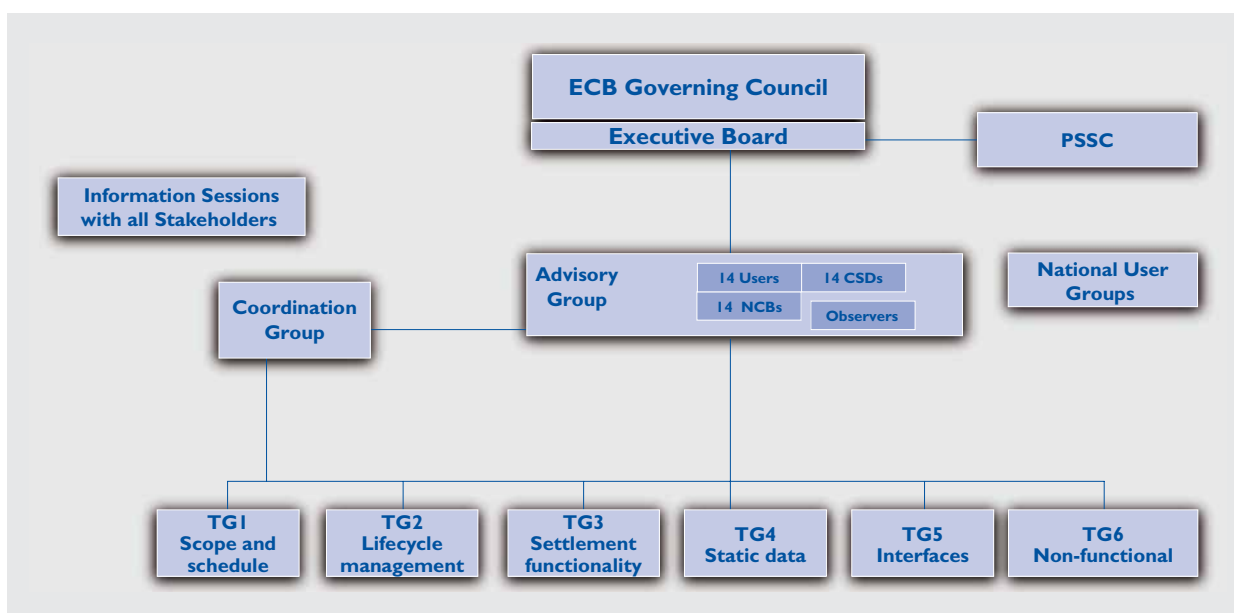 ECB Governing Council
Executive Board
PSSC
Information Sessions
with all Stakeholders
Advisory
Group
14 Users
14 CSDs
14 NCBs
Observers
National User
Groups
Coordination
Group
TG1
Scope and
schedule
TG2
Lifecycle
management
TG3
Settlement
functionality
TG4
Static data
TG5
Interfaces
TG6
Non-functional